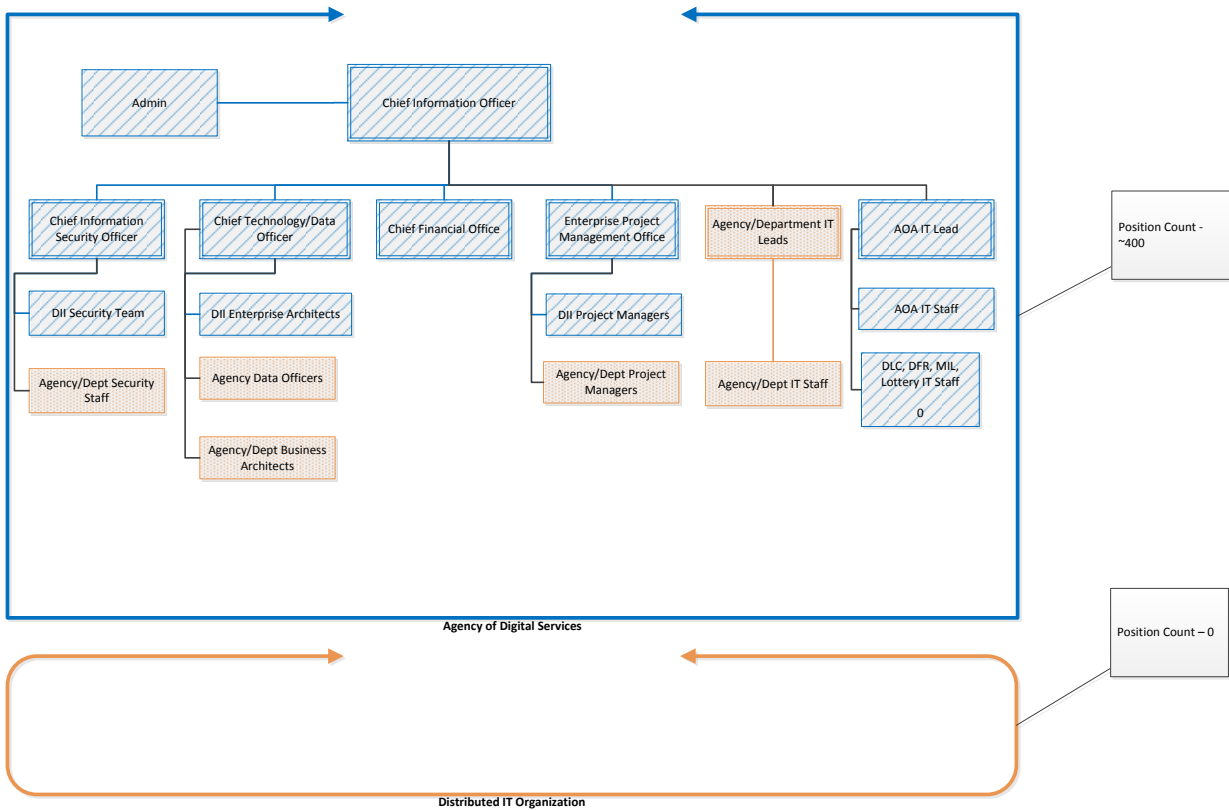 Admin
Chief Information Officer
Chief Information
Security Officer
Chief Technology/Data
Officer
Chief Financial Office
Enterprise Project
Management Office
Agency/Department IT
Leads
AOA IT Lead
Position Count -
~400
DII Security Team
DII Enterprise Architects
DII Project Managers
AOA IT Staff
Agency/Dept Security
Staff
Agency Data Officers
Agency/Dept Project
Managers
Agency/Dept IT Staff
DLC, DFR, MIL,
Lottery IT Staff
0
Agency/Dept Business
Architects
Agency of Digital Services
Position Count – 0
Distributed IT Organization